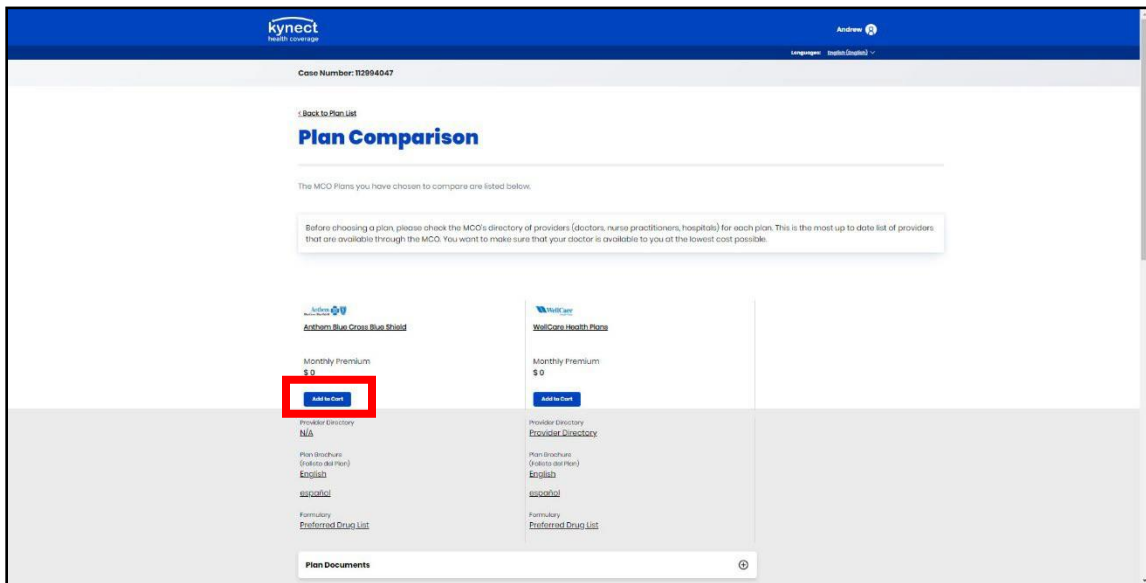 kynect
health coverage
Andrew
Languages: English (English)
Case Number: 112994047
< Back to Plan List
Plan Comparison
The MCO Plans you have chosen to compare are listed below.
Before choosing a plan, please check the MCO's directory of providers (doctors, nurse practitioners, hospitals) for each plan. This is the most up to date list of providers
that are available through the MCO. You want to make sure that your doctor is available to you at the lowest cost possible.
Anthem
Anthem Blue Cross Blue Shield
Monthly Premium
$ 0
Add to Cart
Provider Directory
N/A
Plan Brochure
(Folleto del Plan)
English
español
Formulary
Preferred Drug List
WellCare
WellCare Health Plans
Monthly Premium
$ 0
Add to Cart
Provider Directory
Provider Directory
Plan Brochure
(Folleto del Plan)
English
español
Formulary
Preferred Drug List
Plan Documents